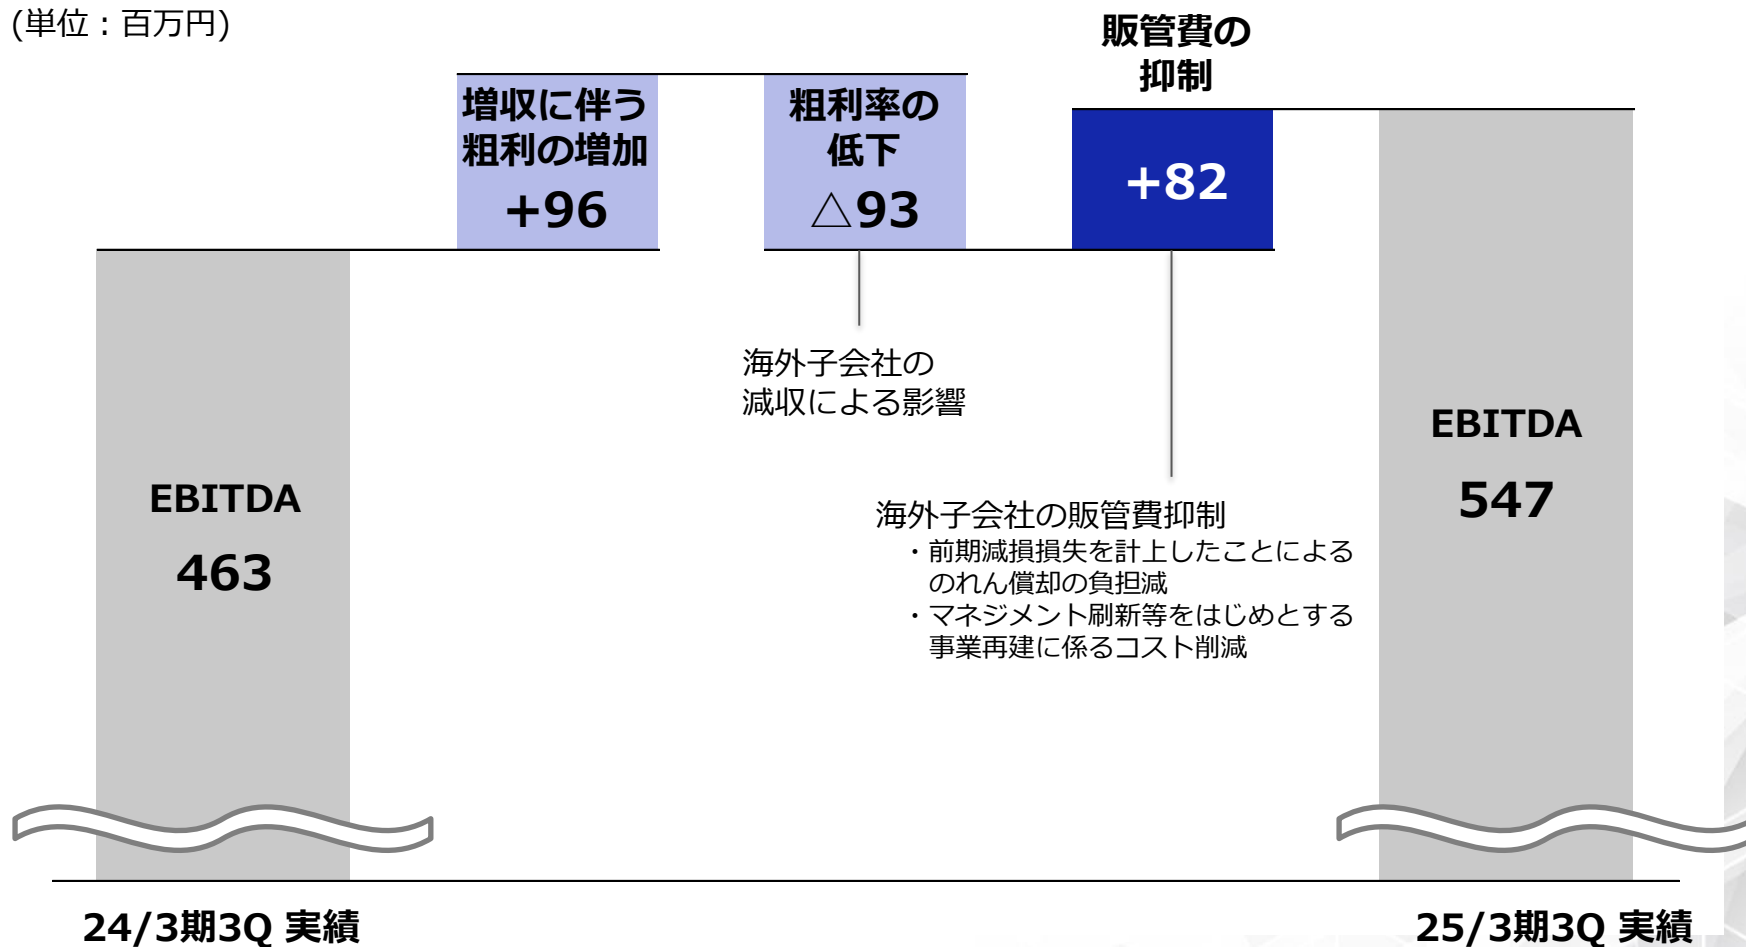 (単位：百万円)
増収に伴う
粗利の増加
+96
粗利率の
低下
△93
販管費の
抑制
+82
海外子会社の
減収による影響
海外子会社の販管費抑制
・前期減損損失を計上したことによる
のれん償却の負担減
・マネジメント刷新等をはじめとする
事業再建に係るコスト削減
EBITDA
463
EBITDA
547
24/3期3Q 実績
25/3期3Q 実績